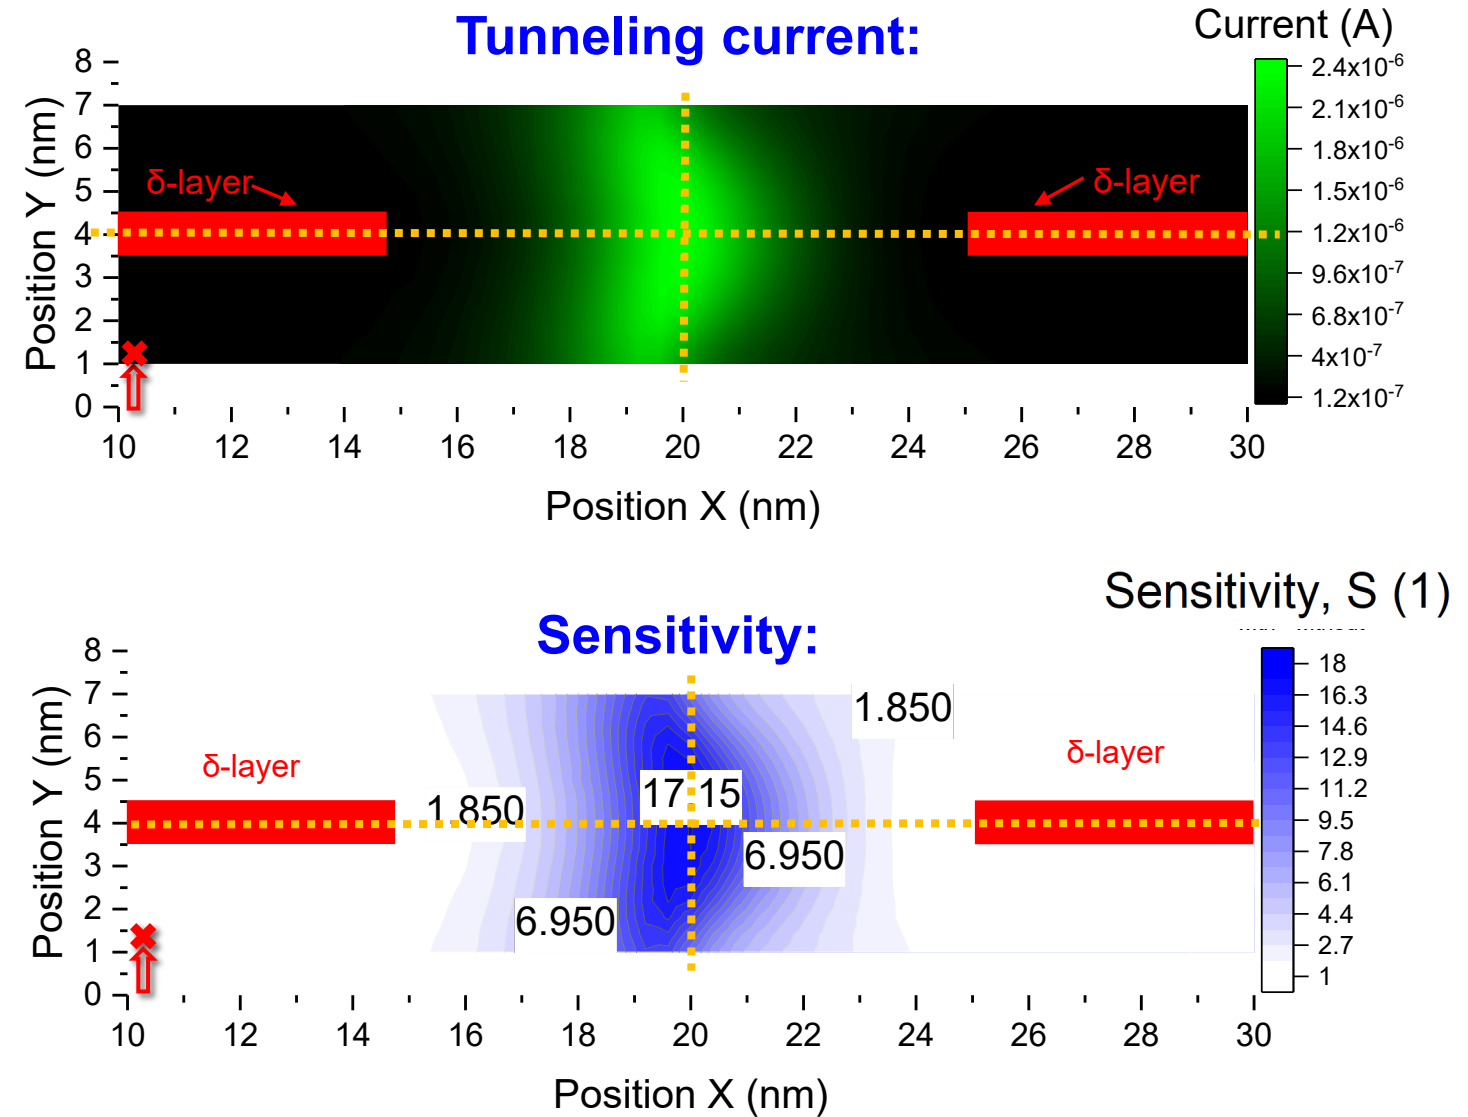 Tunneling current:
Current (A)
8
7
6
5
4
3
2
1
0
Position Y (nm)
δ-layer
δ-layer
2.4x10⁻⁶
2.1x10⁻⁶
1.8x10⁻⁶
1.5x10⁻⁶
1.2x10⁻⁶
9.6x10⁻⁷
6.8x10⁻⁷
4x10⁻⁷
1.2x10⁻⁷
10 12 14 16 18 20 22 24 26 28 30
Position X (nm)
Sensitivity, S (1)
Sensitivity:
8
7
6
5
4
3
2
1
0
Position Y (nm)
δ-layer
δ-layer
1.850
17.15
1.850
6.950
6.950
18
16.3
14.6
12.9
11.2
9.5
7.8
6.1
4.4
2.7
1
10 12 14 16 18 20 22 24 26 28 30
Position X (nm)